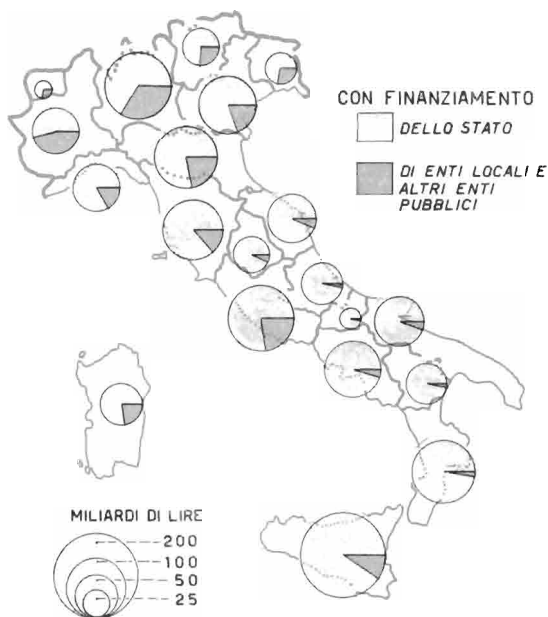 CON FINANZIAMENTO
DELLO STATO
DI ENTI LOCALI E
ALTRI ENTI
PUBBLICI
MILIARDI DI LIRE
200
100
50
25